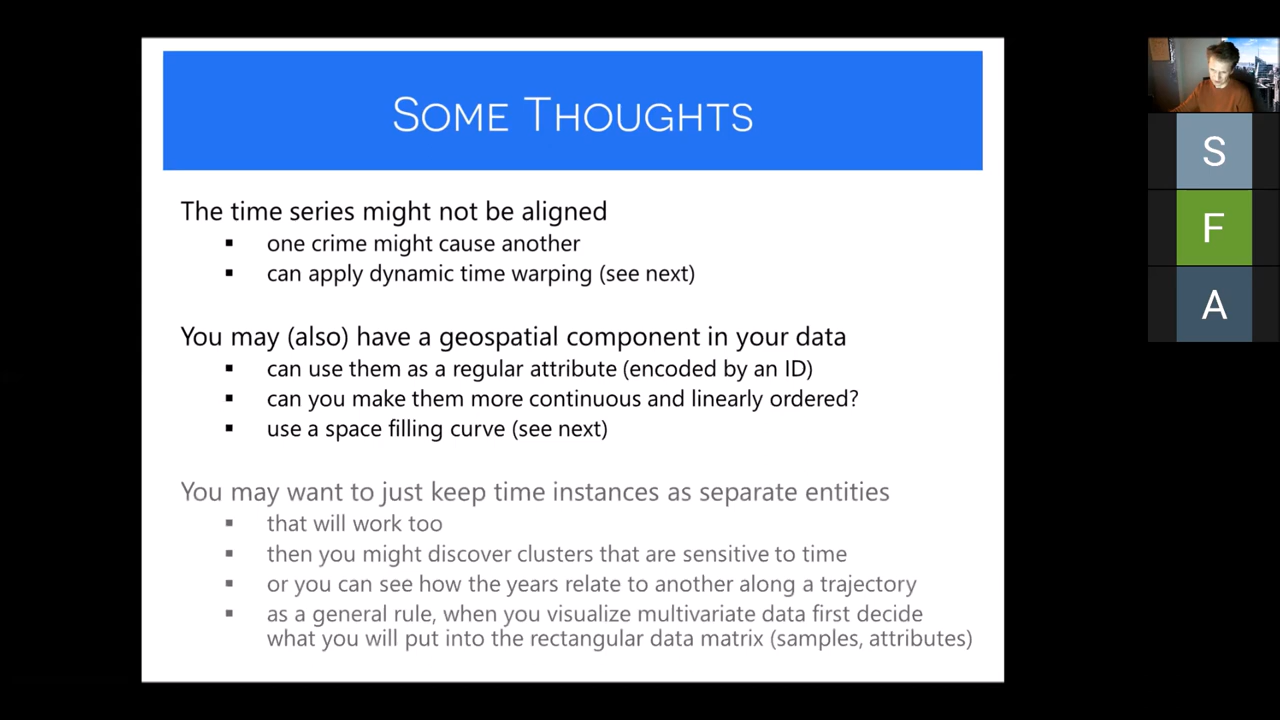 SOME THOUGHTS
The time series might not be aligned
▪ one crime might cause another
▪ can apply dynamic time warping (see next)
You may (also) have a geospatial component in your data
▪ can use them as a regular attribute (encoded by an ID)
▪ can you make them more continuous and linearly ordered?
▪ use a space filling curve (see next)
You may want to just keep time instances as separate entities
▪ that will work too
▪ then you might discover clusters that are sensitive to time
▪ or you can see how the years relate to another along a trajectory
▪ as a general rule, when you visualize multivariate data first decide
what you will put into the rectangular data matrix (samples, attributes)
S
F
A